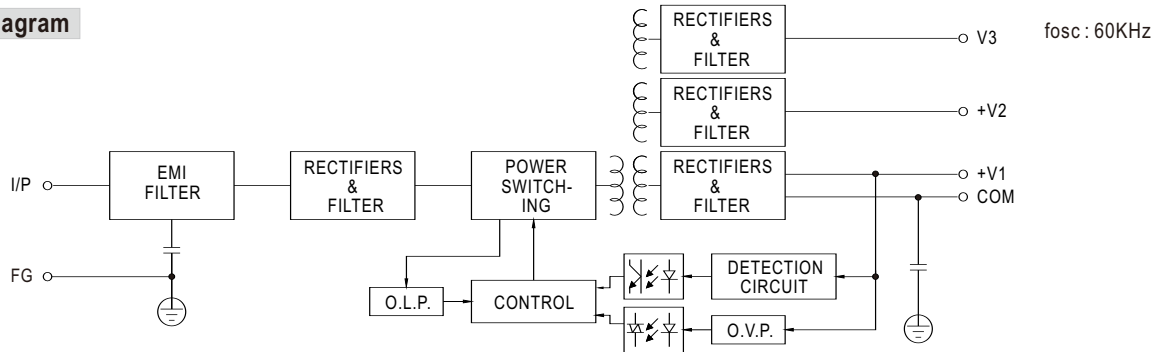 agram
RECTIFIERS
&
FILTER
V3
fosc : 60KHz
RECTIFIERS
&
FILTER
+V2
I/P
EMI
FILTER
RECTIFIERS
&
FILTER
POWER
SWITCH-
ING
RECTIFIERS
&
FILTER
+V1
COM
FG
O.L.P.
CONTROL
DETECTION
CIRCUIT
O.V.P.